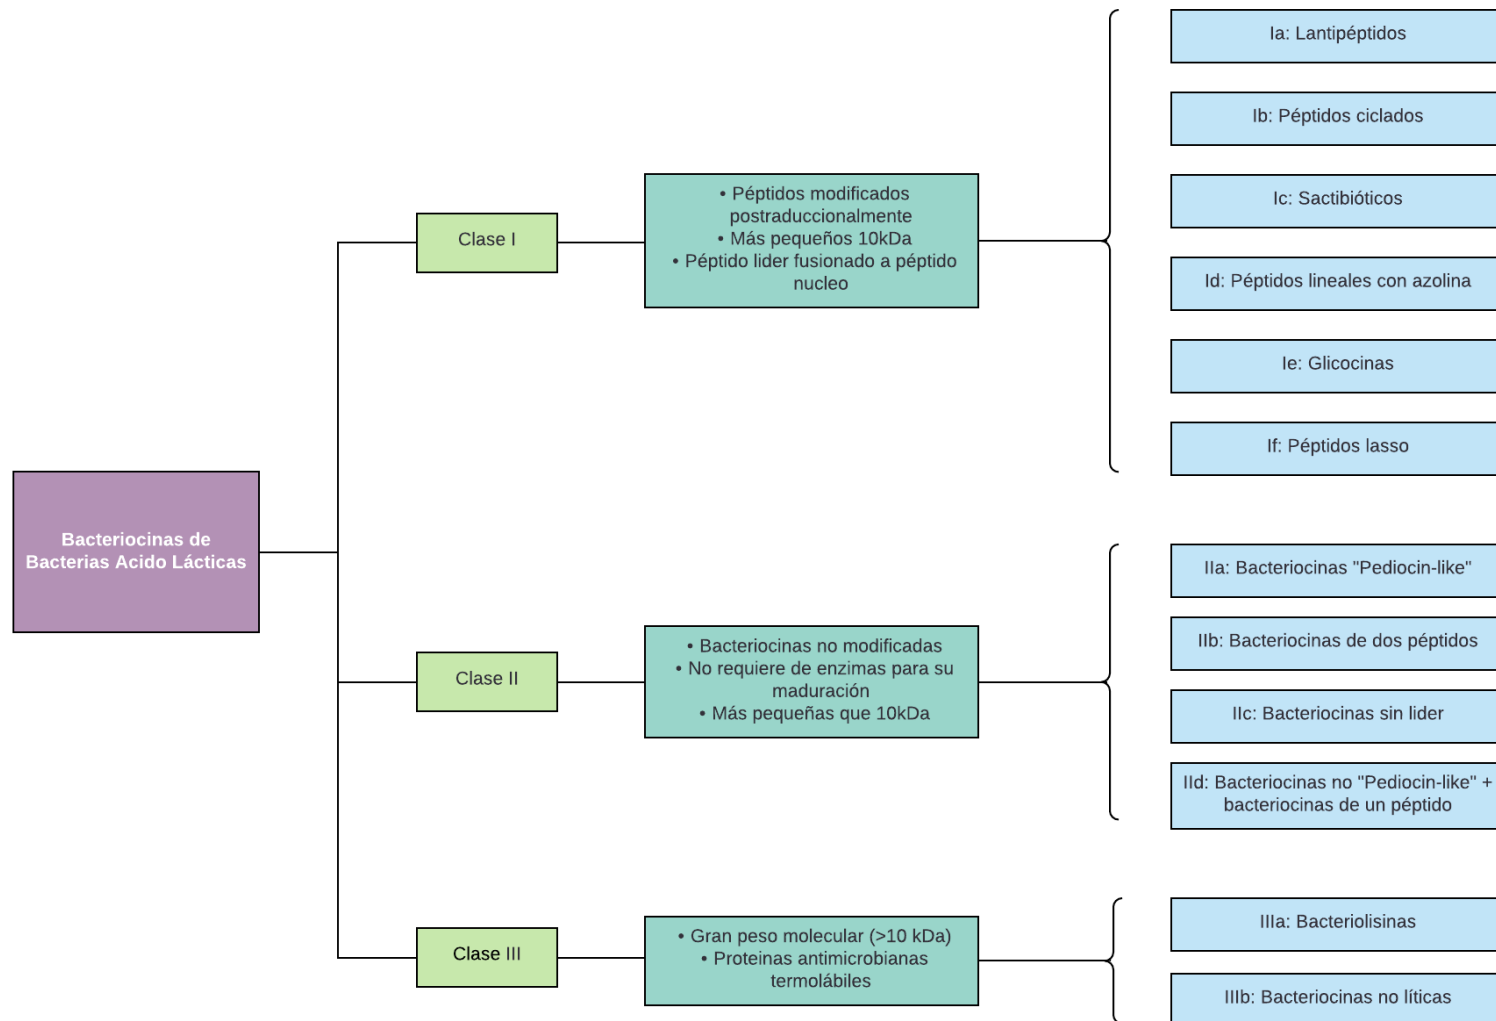 Bacteriocinas de
Bacterias Acido Lácticas
Clase I
• Péptidos modificados
postraduccionalmente
• Más pequeños 10kDa
• Péptido lider fusionado a péptido
nucleo
Ia: Lantipéptidos
Ib: Péptidos ciclados
Ic: Sactibióticos
Id: Péptidos lineales con azolina
Ie: Glicocinas
If: Péptidos lasso
Clase II
• Bacteriocinas no modificadas
• No requiere de enzimas para su
maduración
• Más pequeñas que 10kDa
IIa: Bacteriocinas "Pediocin-like"
IIb: Bacteriocinas de dos péptidos
IIc: Bacteriocinas sin lider
IId: Bacteriocinas no "Pediocin-like" +
bacteriocinas de un péptido
Clase III
• Gran peso molecular (>10 kDa)
• Proteinas antimicrobianas
termolábiles
IIIa: Bacteriolisinas
IIIb: Bacteriocinas no líticas